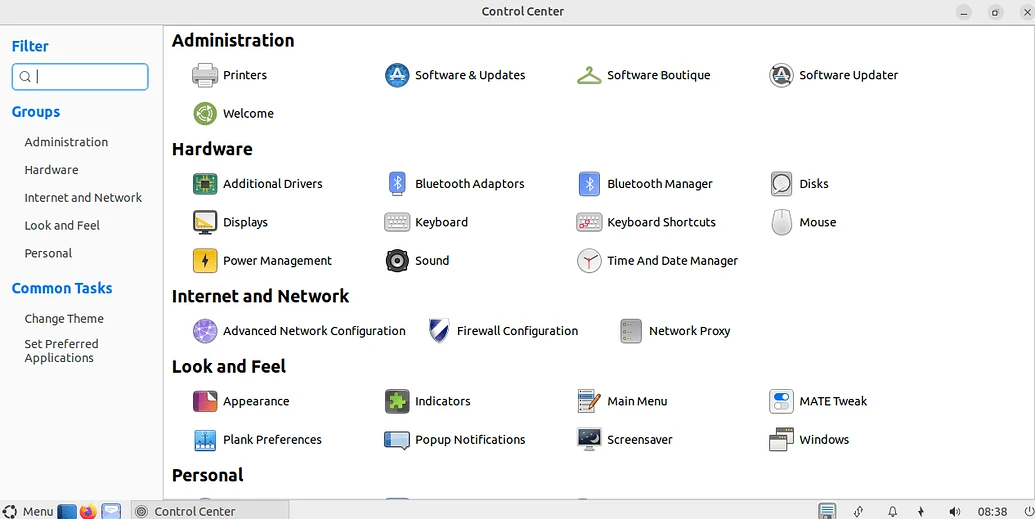 Control Center
Filter
Groups
Administration
Hardware
Internet and Network
Look and Feel
Personal
Common Tasks
Change Theme
Set Preferred
Applications
Administration
Printers Software & Updates Software Boutique Software Updater
Welcome
Hardware
Additional Drivers Bluetooth Adaptors Bluetooth Manager Disks
Displays Keyboard Keyboard Shortcuts Mouse
Power Management Sound Time And Date Manager
Internet and Network
Advanced Network Configuration Firewall Configuration Network Proxy
Look and Feel
Appearance Indicators Main Menu MATE Tweak
Plank Preferences Popup Notifications Screensaver Windows
Personal
Menu Control Center 08:38